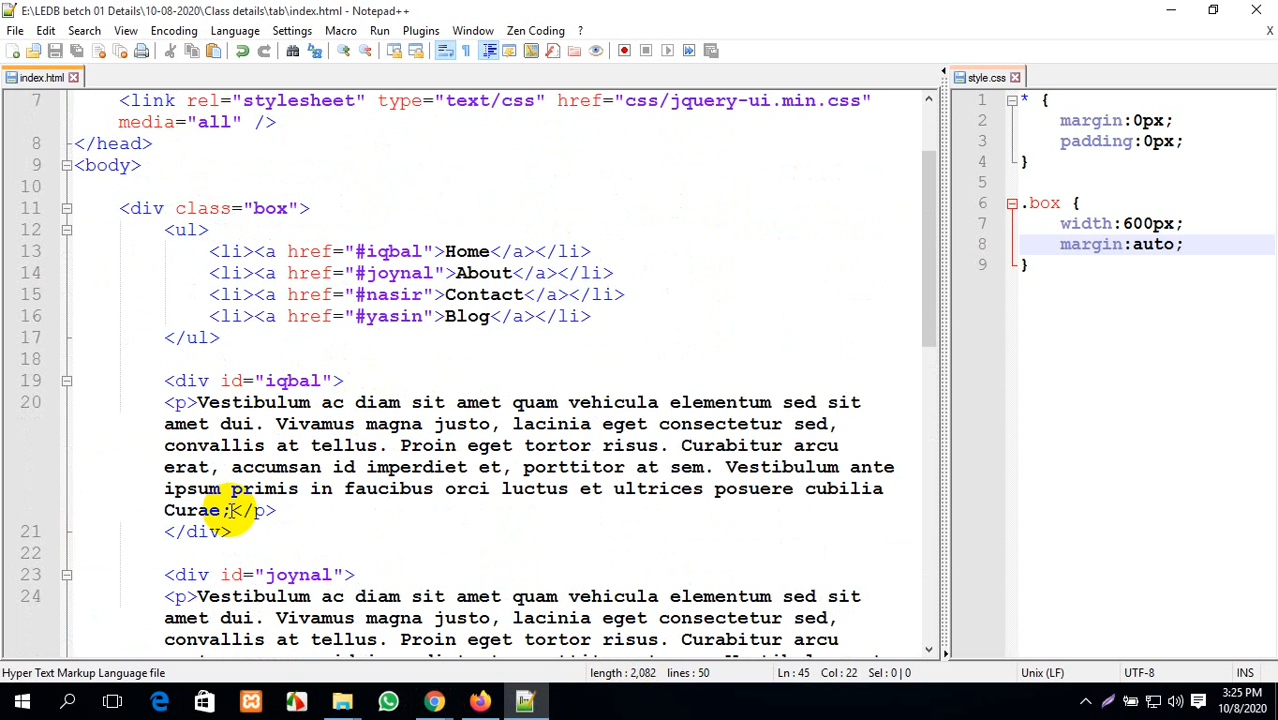 E:\LEDB betch 01 Details\10-08-2020\Class details\tab\index.html - Notepad++
File Edit Search View Encoding Language Settings Macro Run Plugins Window Zen Coding ? X
index.html
7 <link rel="stylesheet" type="text/css" href="css/jquery-ui.min.css"
media="all" />
8 </head>
9 <body>
10
11 <div class="box">
12 <ul>
13 <li><a href="#iqbal">Home</a></li>
14 <li><a href="#joynal">About</a></li>
15 <li><a href="#nasir">Contact</a></li>
16 <li><a href="#yasin">Blog</a></li>
17 </ul>
18
19 <div id="iqbal">
20 <p>Vestibulum ac diam sit amet quam vehicula elementum sed sit
amet dui. Vivamus magna justo, lacinia eget consectetur sed,
convallis at tellus. Proin eget tortor risus. Curabitur arcu
erat, accumsan id imperdiet et, porttitor at sem. Vestibulum ante
ipsum primis in faucibus orci luctus et ultrices posuere cubilia
Curae;</p>
21 </div>
22
23 <div id="joynal">
24 <p>Vestibulum ac diam sit amet quam vehicula elementum sed sit
amet dui. Vivamus magna justo, lacinia eget consectetur sed,
convallis at tellus. Proin eget tortor risus. Curabitur arcu
style.css
1 * {
2 margin:0px;
3 padding:0px;
4 }
5
6 .box {
7 width:600px;
8 margin:auto;
9 }
Hyper Text Markup Language file length : 2,082 lines : 50 Ln : 45 Col : 22 Sel : 0 | 0 Unix (LF) UTF-8 INS
3:25 PM
10/8/2020